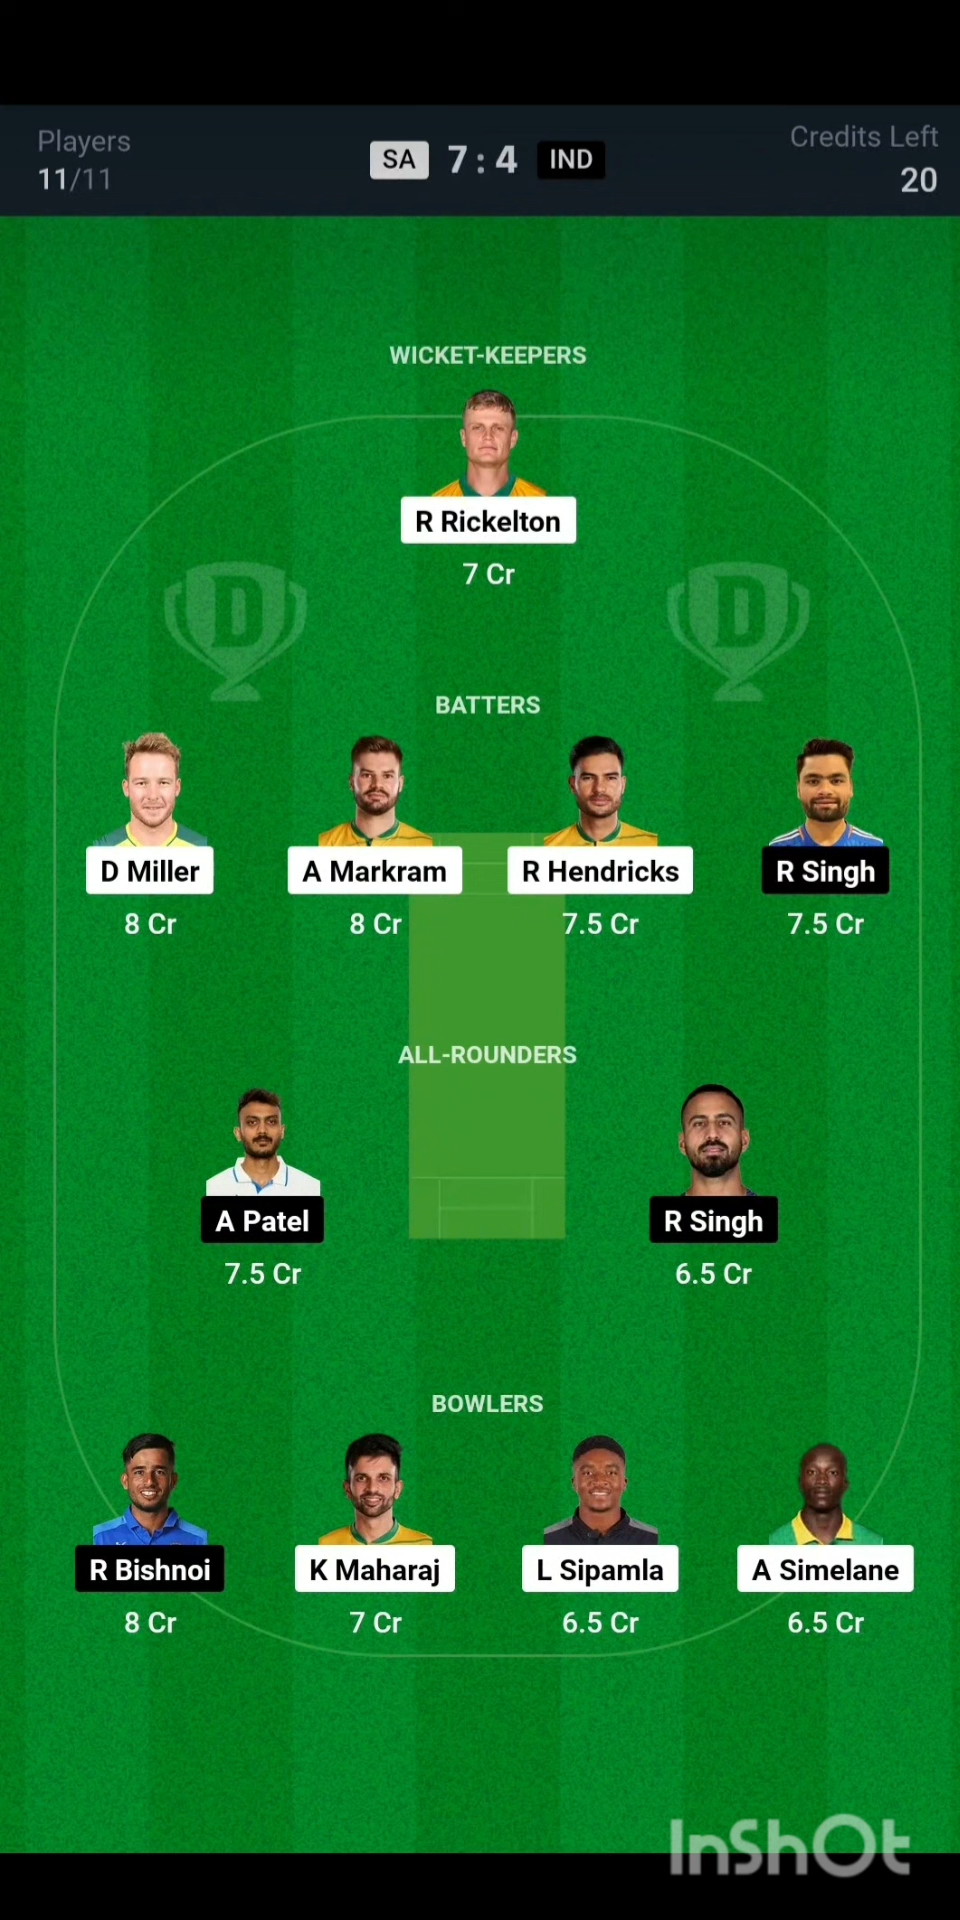 Players
11/11
SA 7 : 4 IND
Credits Left
20
WICKET-KEEPERS
R Rickelton
7 Cr
D D
BATTERS
D Miller A Markram R Hendricks R Singh
8 Cr 8 Cr 7.5 Cr 7.5 Cr
ALL-ROUNDERS
A Patel R Singh
7.5 Cr 6.5 Cr
BOWLERS
R Bishnoi K Maharaj L Sipamla A Simelane
8 Cr 7 Cr 6.5 Cr 6.5 Cr
InShOt